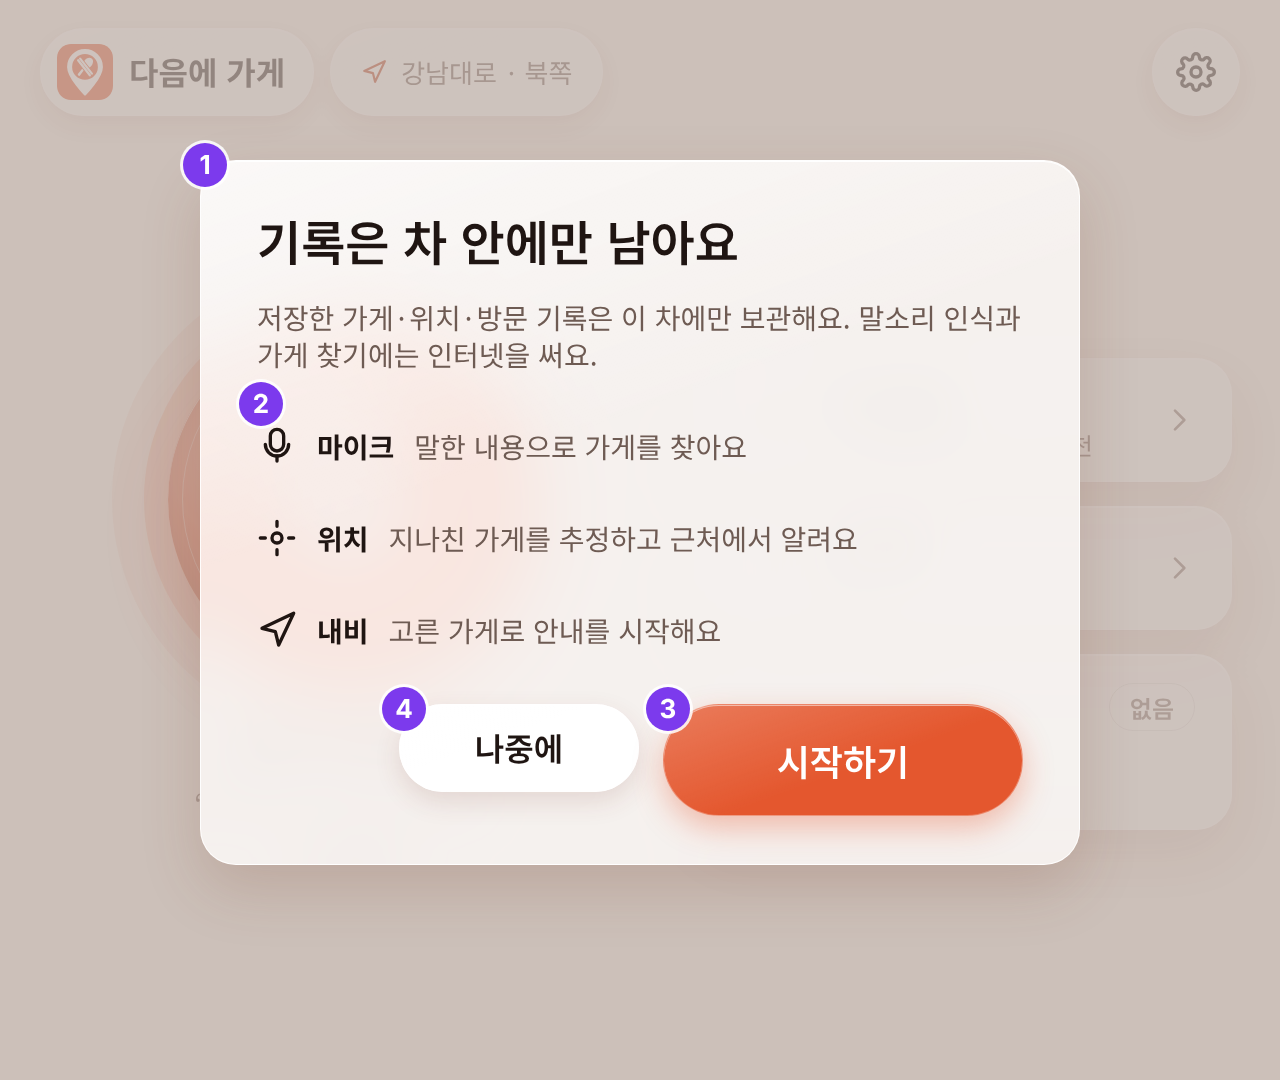 다음에 가게
강남대로 · 북쪽
1
기록은 차 안에만 남아요
저장한 가게·위치·방문 기록은 이 차에만 보관해요. 말소리 인식과
가게 찾기에는 인터넷을 써요.
2
마이크 말한 내용으로 가게를 찾아요
위치 지나친 가게를 추정하고 근처에서 알려요
내비 고른 가게로 안내를 시작해요
없음
4
나중에
3
시작하기